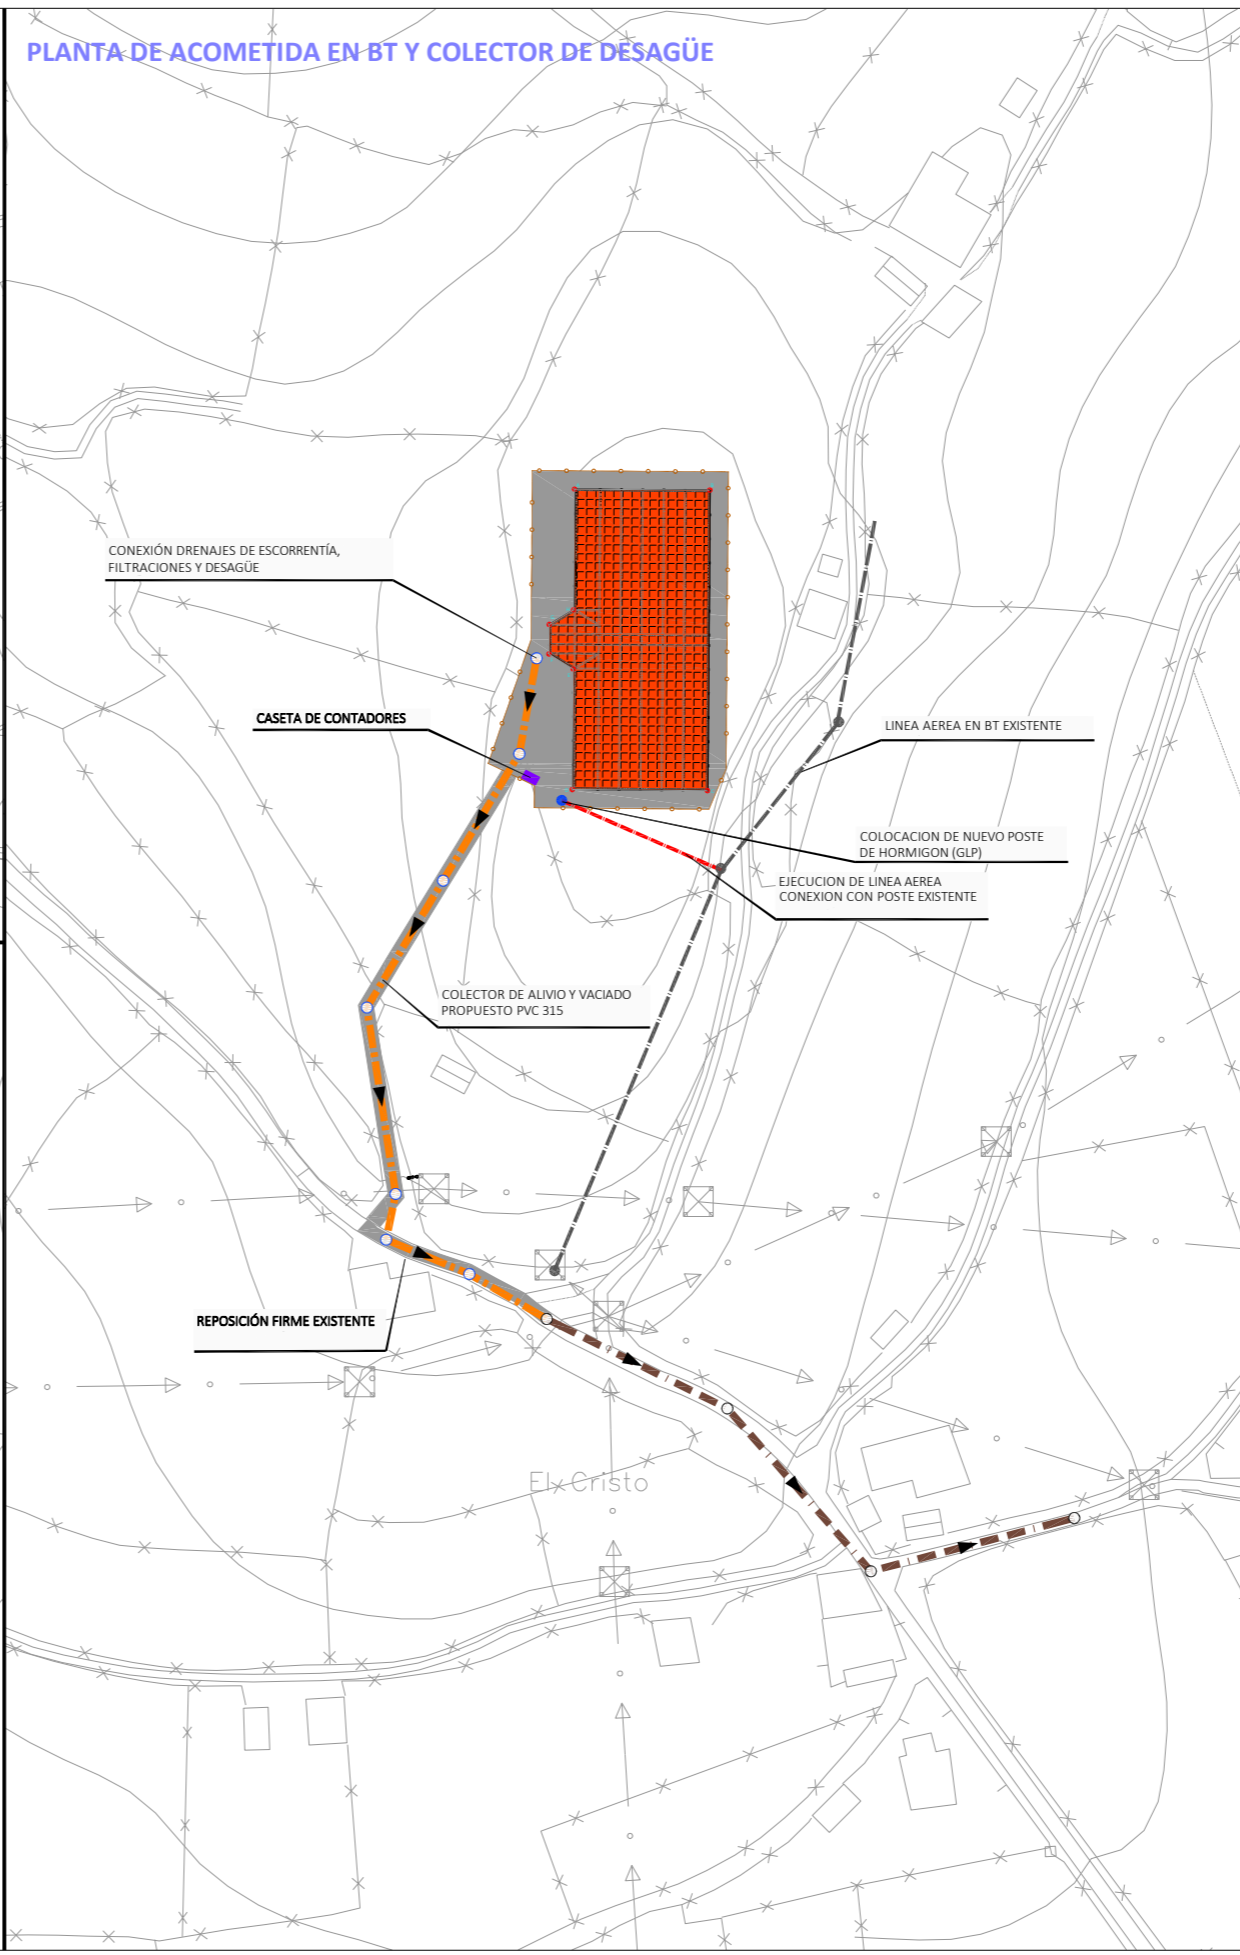 PLANTA DE ACOMETIDA EN BT Y COLECTOR DE DESAGÜE
CONEXIÓN DRENAJES DE ESCORRENTÍA,
FILTRACIONES Y DESAGÜE
CASETA DE CONTADORES
LINEA AEREA EN BT EXISTENTE
COLOCACION DE NUEVO POSTE
DE HORMIGON (GLP)
EJECUCION DE LINEA AEREA
CONEXION CON POSTE EXISTENTE
COLECTOR DE ALIVIO Y VACIADO
PROPUESTO PVC 315
REPOSICIÓN FIRME EXISTENTE
El Cristo